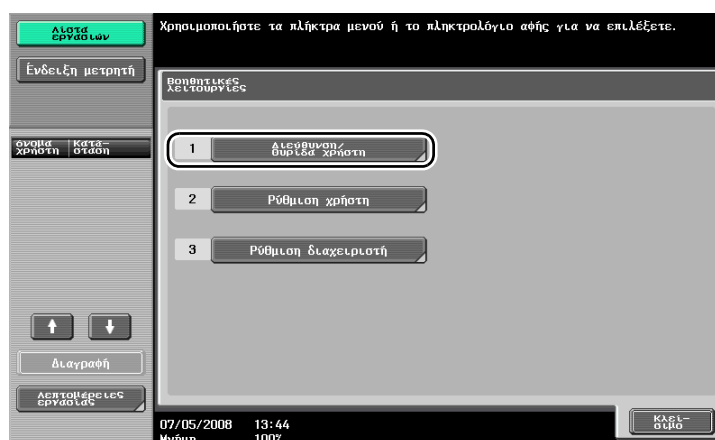 Λίστα
εργασιών
Χρησιμοποιήστε τα πλήκτρα μενού ή το πληκτρολόγιο αφής για να επιλέξετε.
Ένδειξη μετρητή
Βοηθητικές
λειτουργίες
όνομα
χρήστη
Κατά-
σταση
1
Διεύθυνση/
θυρίδα χρήστη
2
Ρύθμιση χρήστη
3
Ρύθμιση διαχειριστή
Διαγραφή
Λεπτομέρειες
εργασίας
Κλεί-
σιμο
07/05/2008 13:44
Μνήμη 100%